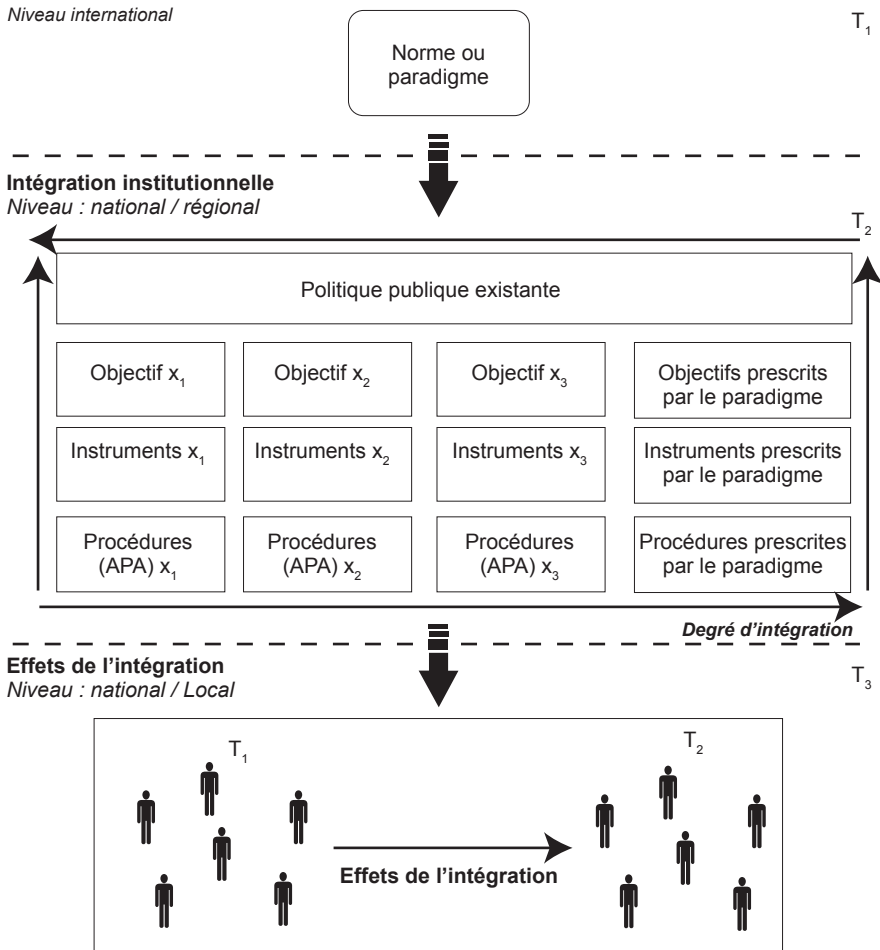 Niveau international
T₁
Norme ou
paradigme
Intégration institutionnelle
Niveau : national / régional
T₂
Politique publique existante
Objectif x₁
Objectif x₂
Objectif x₃
Objectifs prescrits
par le paradigme
Instruments x₁
Instruments x₂
Instruments x₃
Instruments prescrits
par le paradigme
Procédures
(APA) x₁
Procédures
(APA) x₂
Procédures
(APA) x₃
Procédures prescrites
par le paradigme
Degré d’intégration
Effets de l’intégration
Niveau : national / Local
T₃
T₁
T₂
Effets de l’intégration